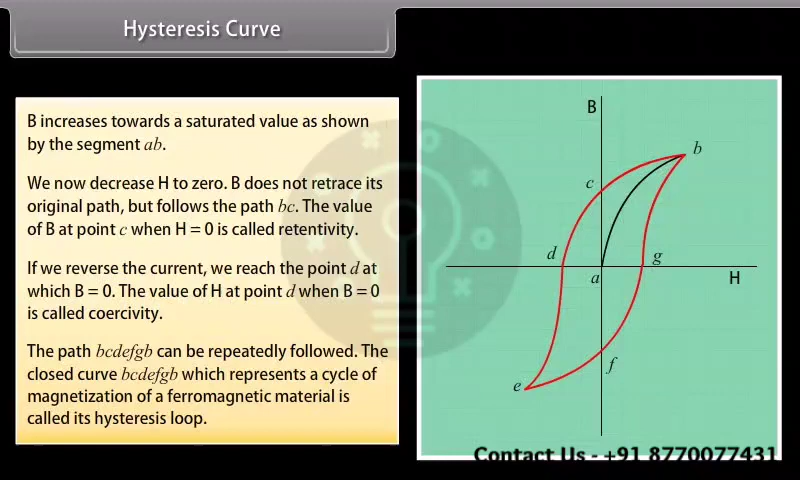 Hysteresis Curve
B increases towards a saturated value as shown
by the segment ab.
We now decrease H to zero. B does not retrace its
original path, but follows the path bc. The value
of B at point c when H = 0 is called retentivity.
If we reverse the current, we reach the point d at
which B = 0. The value of H at point d when B = 0
is called coercivity.
The path bcdefgb can be repeatedly followed. The
closed curve bcdefgb which represents a cycle of
magnetization of a ferromagnetic material is
called its hysteresis loop.
B
b
c
d
g
a
H
f
e
Contact Us - +91 8770077431